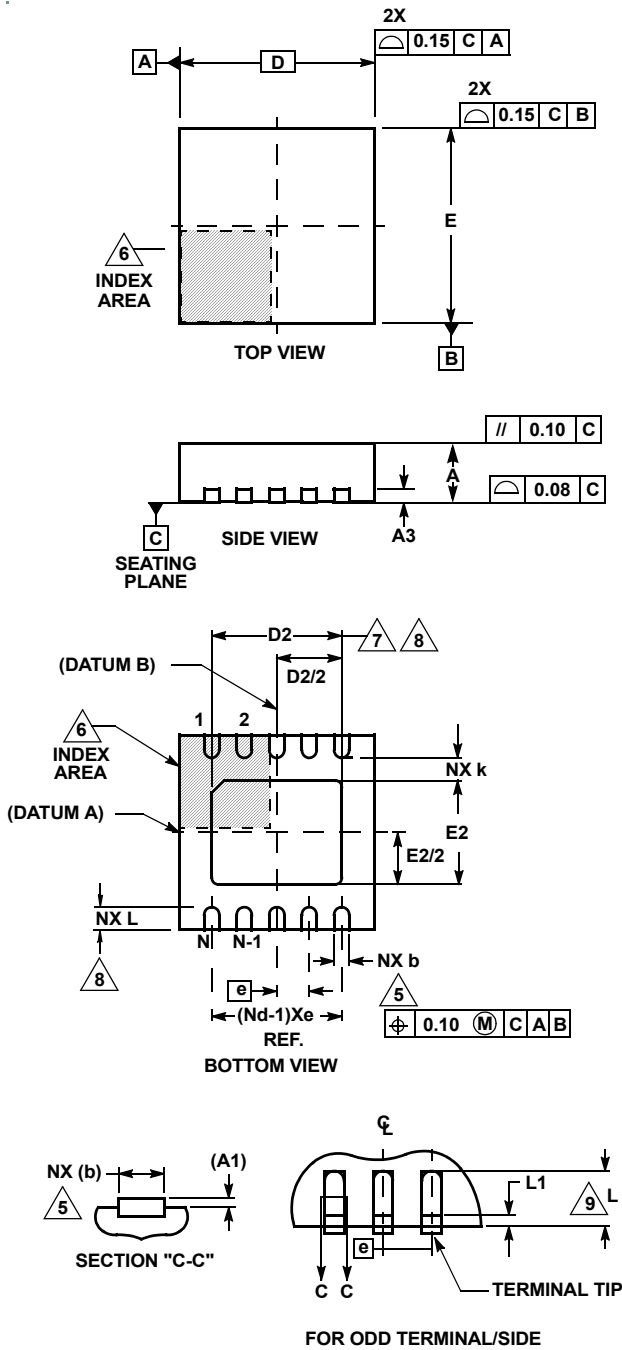 2X
⌓ 0.15 C A
A
D
2X
⌓ 0.15 C B
E
6
INDEX
AREA
TOP VIEW
B
// 0.10 C
A
⌓ 0.08 C
C
SIDE VIEW
A3
SEATING
PLANE
D2
7 8
(DATUM B)
D2/2
6
INDEX
AREA
1 2
NX k
(DATUM A)
E2
E2/2
NX L
8
N N-1
NX b
5
e
(Nd-1)Xe
REF.
⌖ 0.10 Ⓜ C A B
BOTTOM VIEW
NX (b)
(A1)
5
SECTION "C-C"
℄
L1
9 L
e
C C
TERMINAL TIP
FOR ODD TERMINAL/SIDE